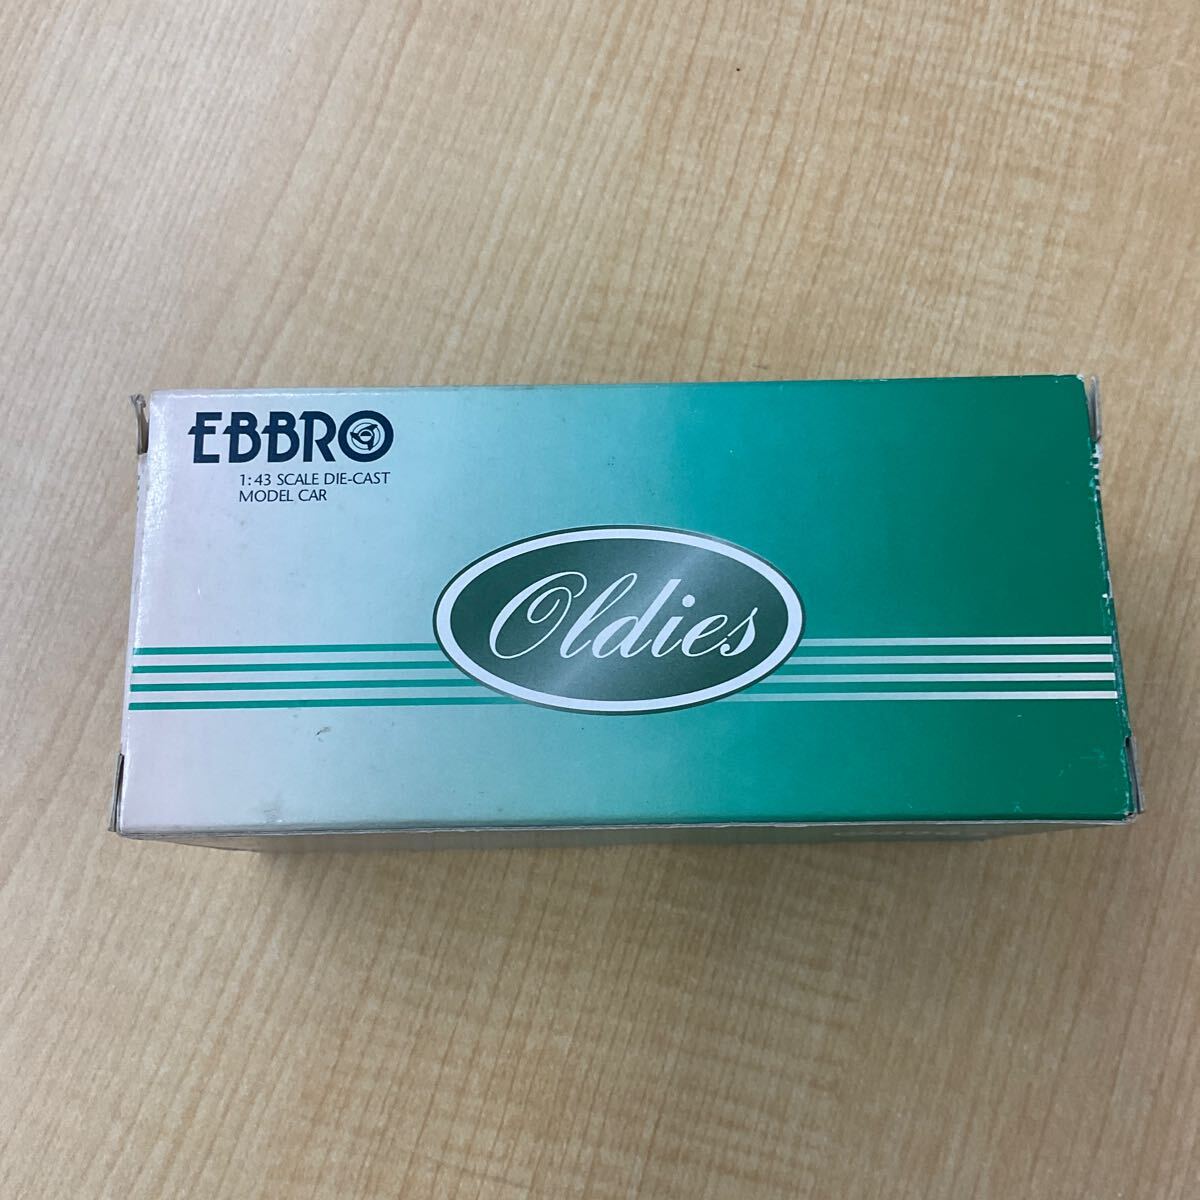 EBBRO
1:43 SCALE DIE-CAST
MODEL CAR
Oldies